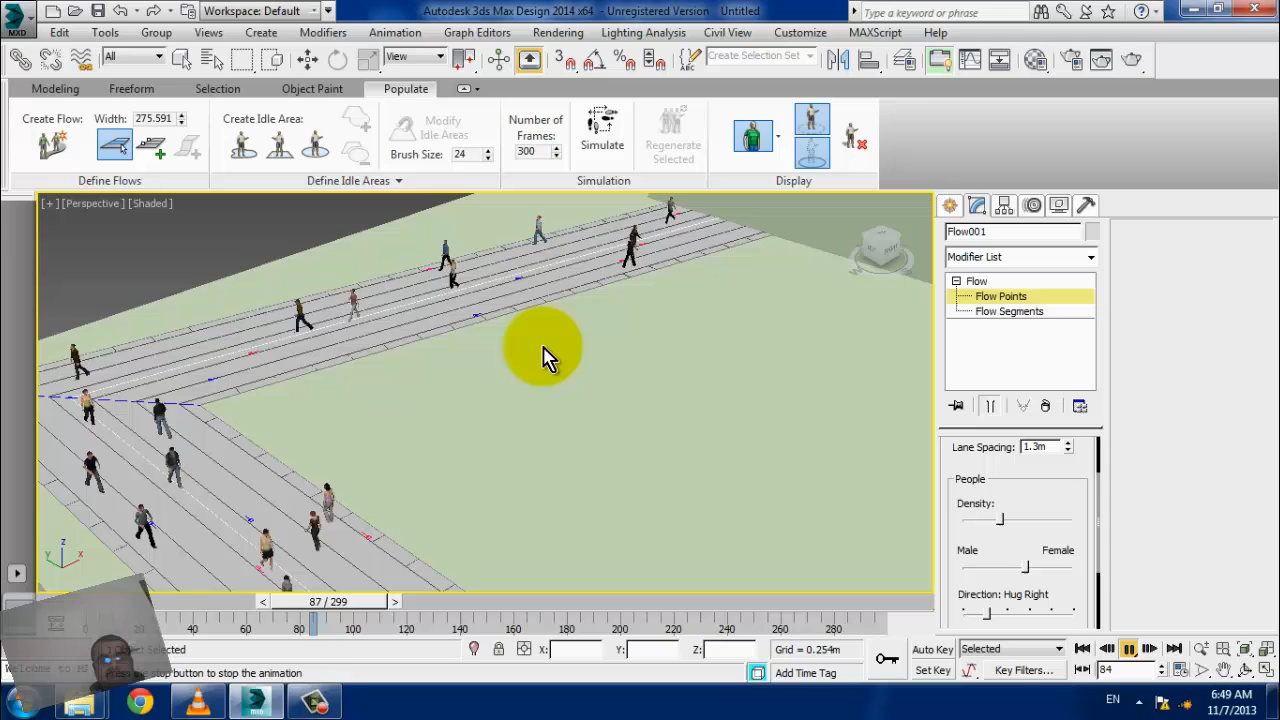 Workspace: Default
Autodesk 3ds Max Design 2014 x64 - Unregistered Version Untitled
Type a keyword or phrase
MXD
Edit Tools Group Views Create Modifiers Animation Graph Editors Rendering Lighting Analysis Civil View Customize MAXScript Help
All View Create Selection Set
Modeling Freeform Selection Object Paint Populate
Create Flow: Width: 275.591 Create Idle Area: Modify Idle Areas Brush Size: 24 Number of Frames: 300 Simulate Regenerate Selected
Define Flows Define Idle Areas Simulation Display
[+][Perspective][Shaded]
Flow001
Modifier List
Flow
Flow Points
Flow Segments
Lane Spacing: 1.3m
People
Density:
Male Female
Direction: Hug Right
z
y x
< 87 / 299 >
40 60 80 100 120 140 160 180 200 220 240 260 280
Selected X: Y: Z: Grid = 0.254m Auto Key Selected
stop button to stop the animation Add Time Tag Set Key Key Filters... 84
EN 6:49 AM
11/7/2013